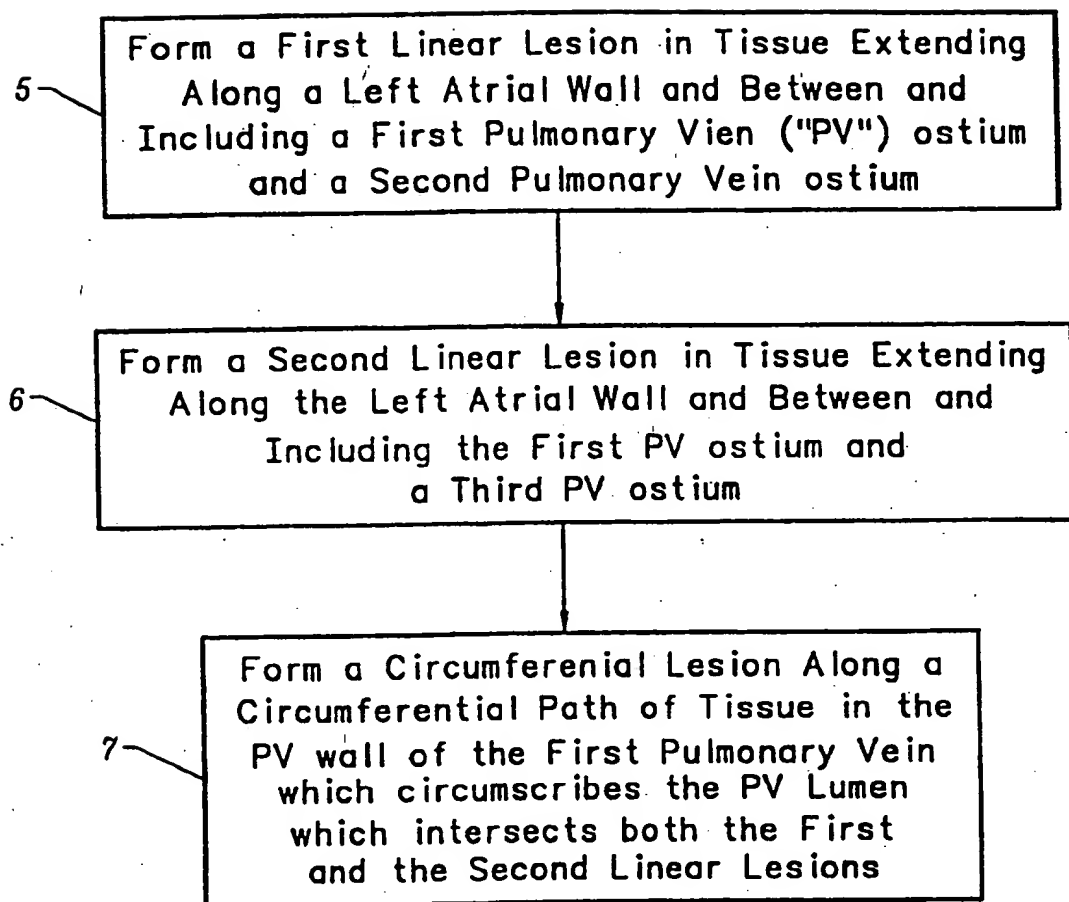 Form a First Linear Lesion in Tissue Extending
5
Along a Left Atrial Wall and Between and
Including a First Pulmonary Vien ("PV") ostium
and a Second Pulmonary Vein ostium
Form a Second Linear Lesion in Tissue Extending
6
Along the Left Atrial Wall and Between and
Including the First PV ostium and
a Third PV ostium
Form a Circumferenial Lesion Along a
Circumferential Path of Tissue in the
7
PV wall of the First Pulmonary Vein
which circumscribes the PV Lumen
which intersects both the First
and the Second Linear Lesions